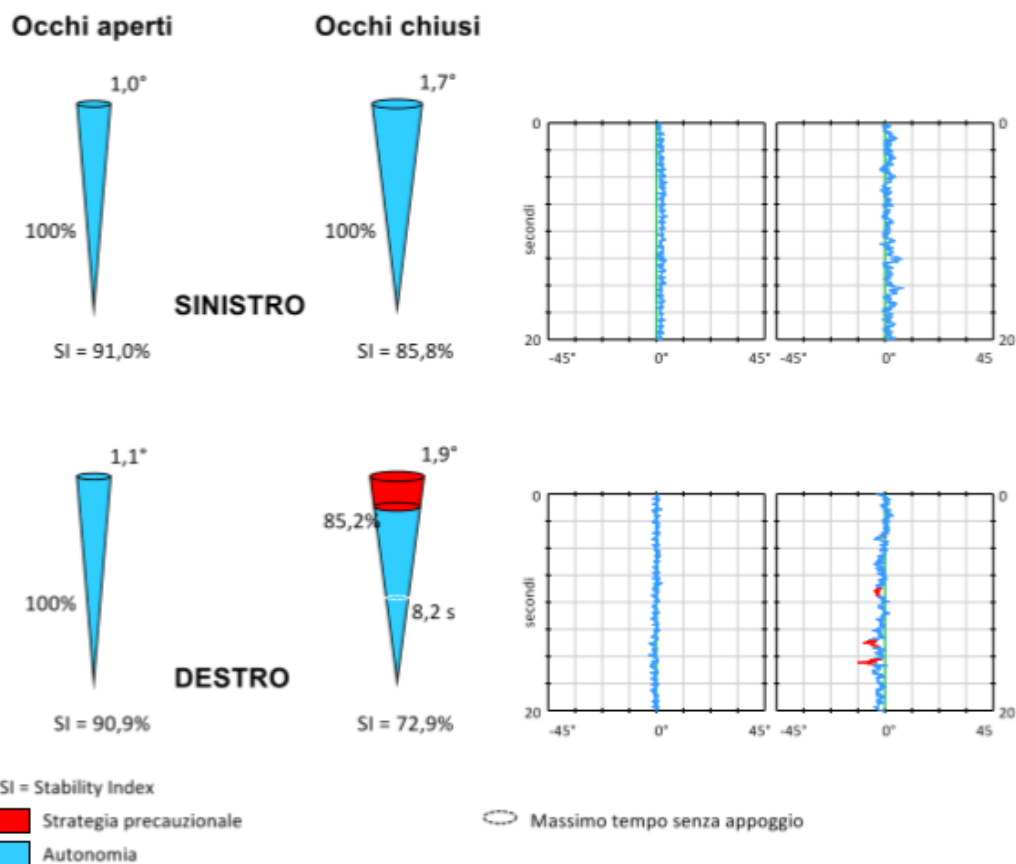 Occhi aperti
Occhi chiusi
1,0°
1,7°
100%
100%
SINISTRO
SI = 91,0%
SI = 85,8%
0
0
secondi
20
20
-45°
0°
45°
-45°
0°
45
1,1°
1,9°
85,2%
100%
8,2 s
DESTRO
SI = 90,9%
SI = 72,9%
0
0
secondi
20
20
-45°
0°
45°
-45°
0°
45
SI = Stability Index
Strategia precauzionale
Massimo tempo senza appoggio
Autonomia